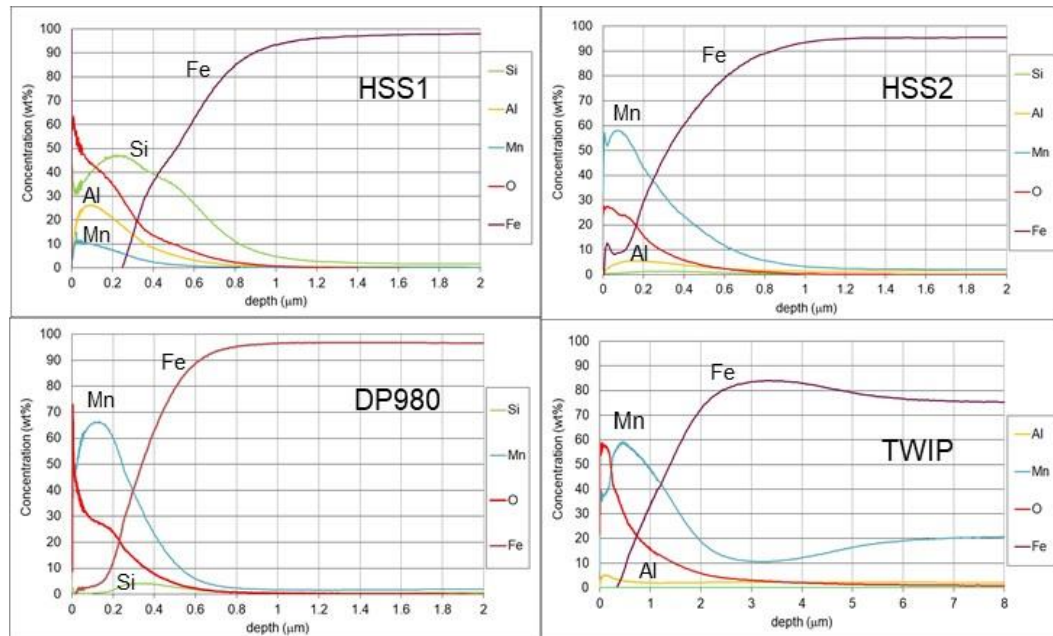 100
90
80
70
60
50
40
30
20
10
0
Concentration (wt%)
Fe
HSS1
Si
Al
Mn
Si
Al
Mn
O
Fe
0 0.2 0.4 0.6 0.8 1 1.2 1.4 1.6 1.8 2
depth (μm)
100
90
80
70
60
50
40
30
20
10
0
Concentration (wt%)
Mn
Fe
HSS2
Al
Si
Al
Mn
O
Fe
0 0.2 0.4 0.6 0.8 1 1.2 1.4 1.6 1.8 2
depth (μm)
100
90
80
70
60
50
40
30
20
10
0
Concentration (wt%)
Fe
Mn
DP980
Si
Si
Mn
O
Fe
0 0.2 0.4 0.6 0.8 1 1.2 1.4 1.6 1.8 2
depth (μm)
100
90
80
70
60
50
40
30
20
10
0
Concentration (wt%)
Fe
Mn
TWIP
Al
Al
Mn
O
Fe
0 1 2 3 4 5 6 7 8
depth (μm)